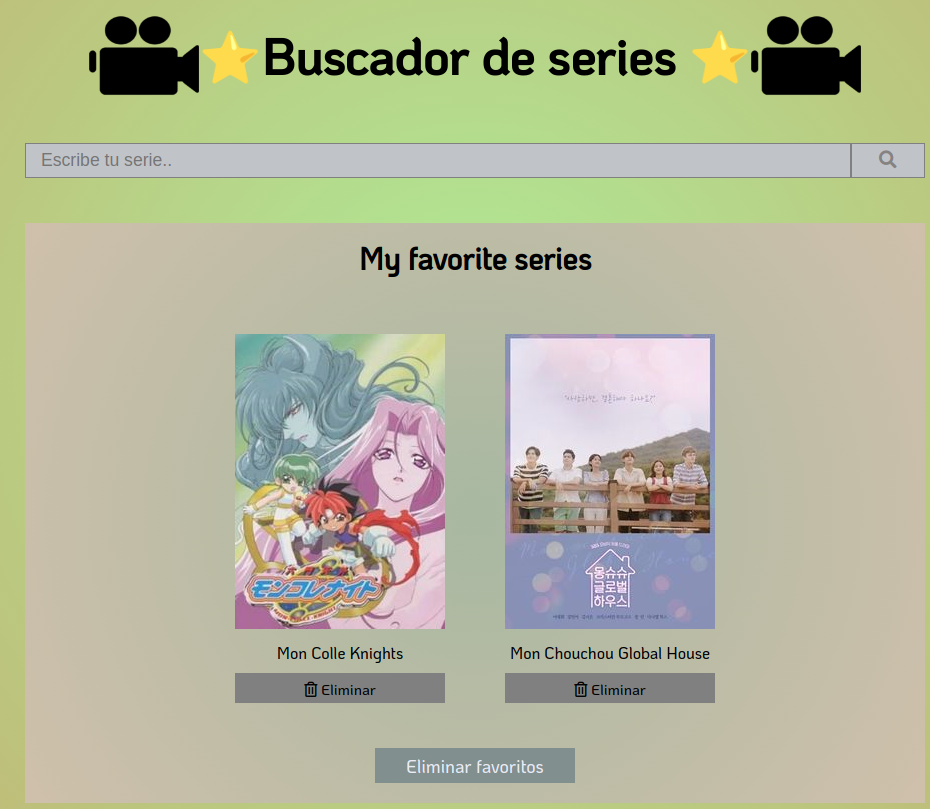 Buscador de series
Escribe tu serie..
My favorite series
モンコレナイト
몽슈슈
글로벌
하우스
Mon Colle Knights
Mon Chouchou Global House
Eliminar
Eliminar
Eliminar favoritos